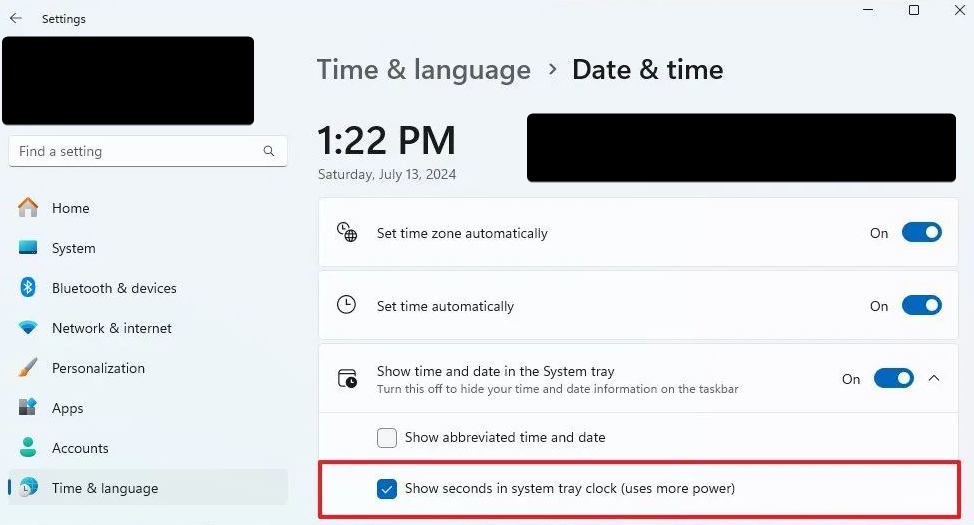 Settings
Find a setting
Home
System
Bluetooth & devices
Network & internet
Personalization
Apps
Accounts
Time & language
Time & language › Date & time
1:22 PM
Saturday, July 13, 2024
Set time zone automatically On
Set time automatically On
Show time and date in the System tray
Turn this off to hide your time and date information on the taskbar
On
Show abbreviated time and date
Show seconds in system tray clock (uses more power)